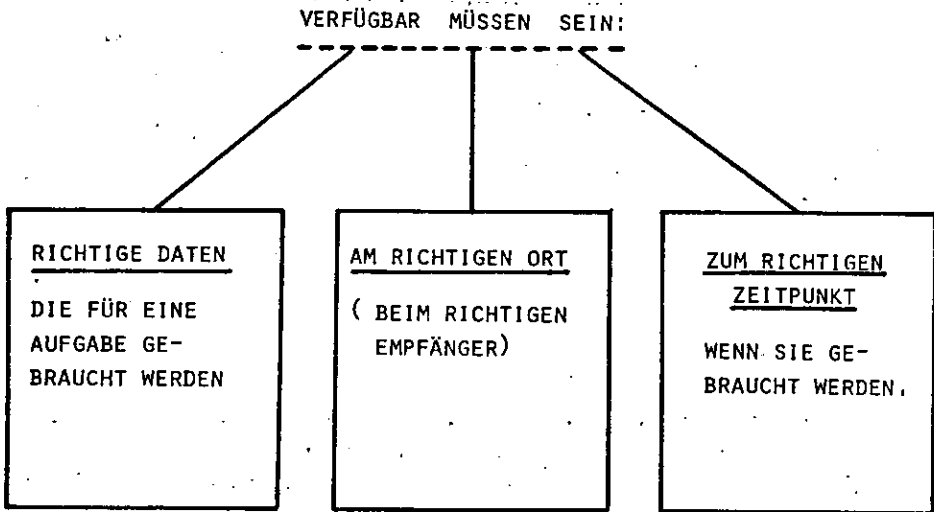 VERFÜGBAR MÜSSEN SEIN:
RICHTIGE DATEN
DIE FÜR EINE
AUFGABE GE-
BRAUCHT WERDEN
AM RICHTIGEN ORT
( BEIM RICHTIGEN
EMPFÄNGER)
ZUM RICHTIGEN
ZEITPUNKT
WENN SIE GE-
BRAUCHT WERDEN.